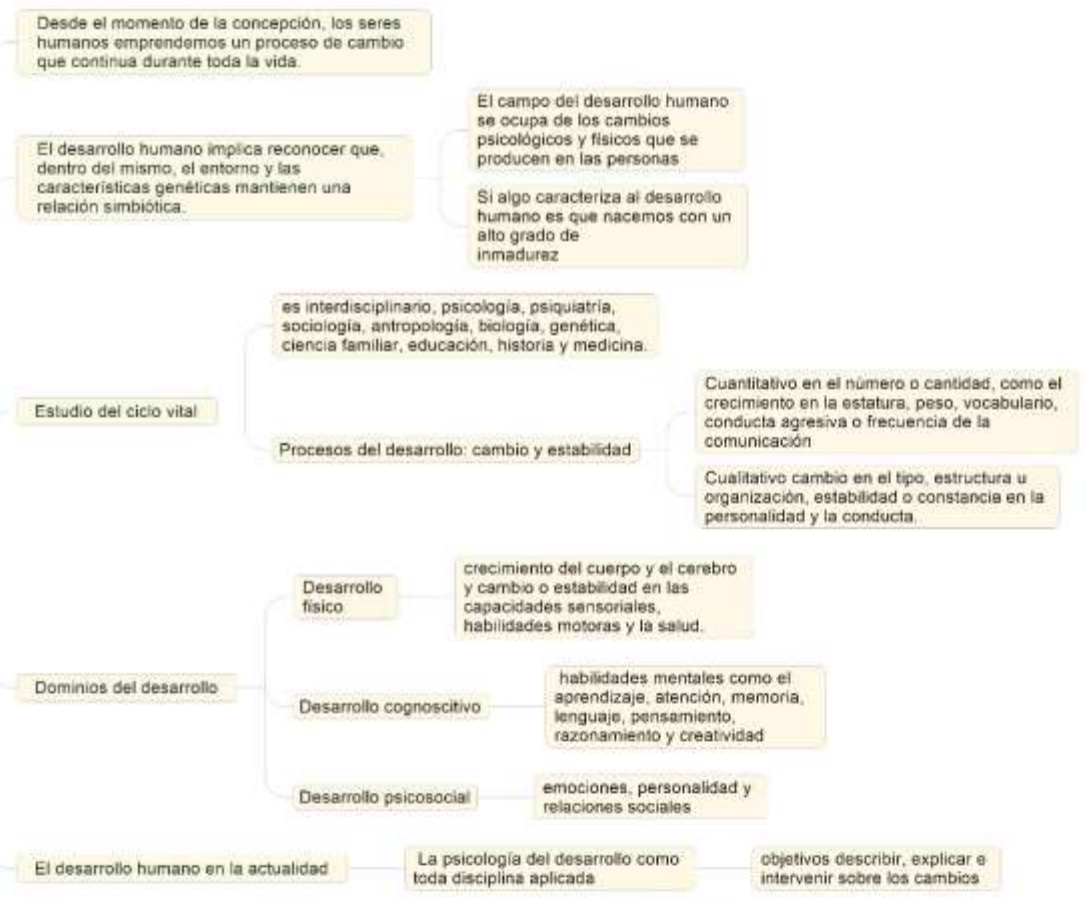 Desde el momento de la concepción, los seres
humanos emprendemos un proceso de cambio
que continua durante toda la vida.
El desarrollo humano implica reconocer que,
dentro del mismo, el entorno y las
características genéticas mantienen una
relación simbiótica.
El campo del desarrollo humano
se ocupa de los cambios
psicológicos y físicos que se
producen en las personas
Si algo caracteriza al desarrollo
humano es que nacemos con un
alto grado de
inmadurez
Estudio del ciclo vital
es interdisciplinario, psicología, psiquiatría,
sociología, antropología, biología, genética,
ciencia familiar, educación, historia y medicina.
Procesos del desarrollo: cambio y estabilidad
Cuantitativo en el número o cantidad, como el
crecimiento en la estatura, peso, vocabulario,
conducta agresiva o frecuencia de la
comunicación
Cualitativo cambio en el tipo, estructura u
organización, estabilidad o constancia en la
personalidad y la conducta.
Dominios del desarrollo
Desarrollo
físico
crecimiento del cuerpo y el cerebro
y cambio o estabilidad en las
capacidades sensoriales,
habilidades motoras y la salud.
Desarrollo cognoscitivo
habilidades mentales como el
aprendizaje, atención, memoria,
lenguaje, pensamiento,
razonamiento y creatividad
Desarrollo psicosocial
emociones, personalidad y
relaciones sociales
El desarrollo humano en la actualidad
La psicología del desarrollo como
toda disciplina aplicada
objetivos describir, explicar e
intervenir sobre los cambios